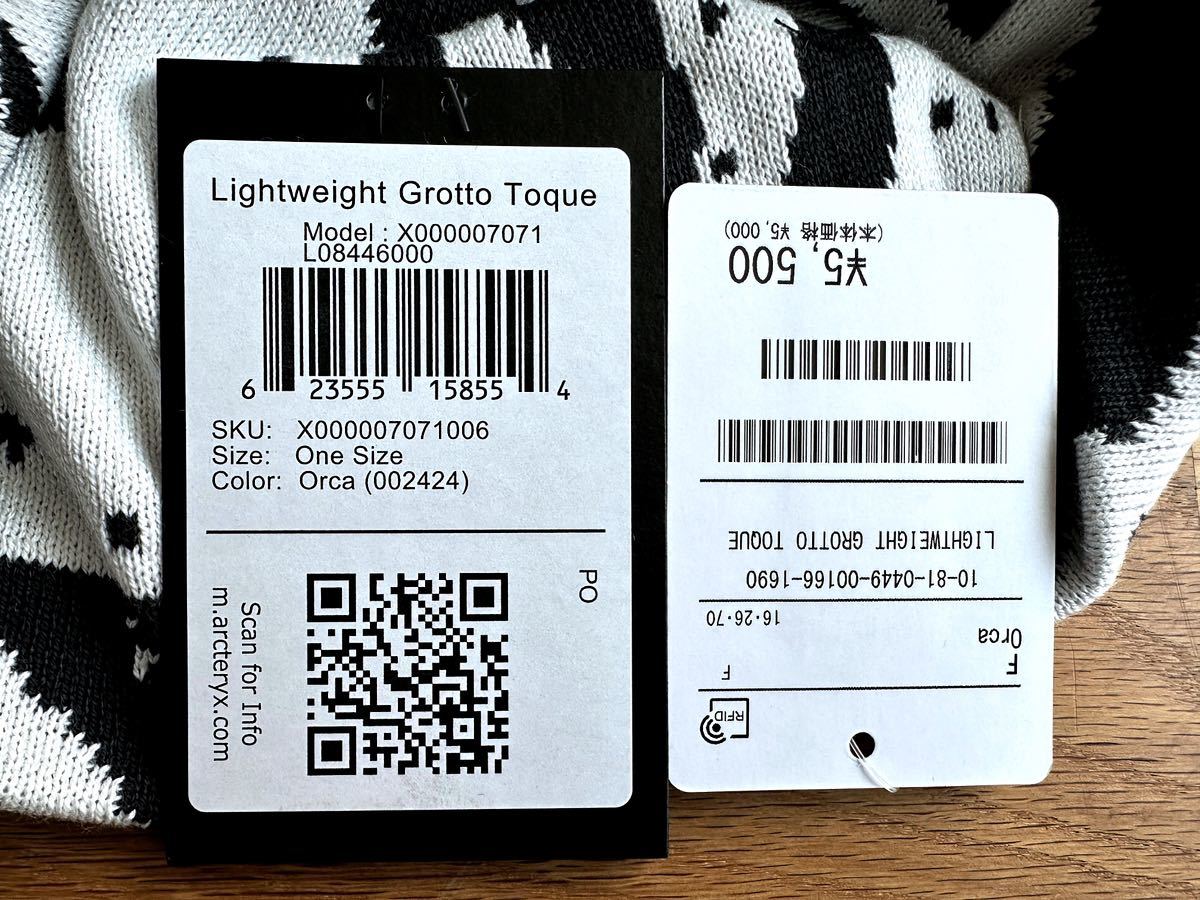 Lightweight Grotto Toque
Model : X000007071
L08446000
6 23555 15855 4
SKU: X000007071006
Size: One Size
Color: Orca (002424)
PO
Scan for Info
m.arcteryx.com
RFID
F F
Orca
16・26・70
10-81-0449-00166-1690
LIGHTWEIGHT GROTTO TOQUE
¥5,500
(本体価格 ¥5,000)